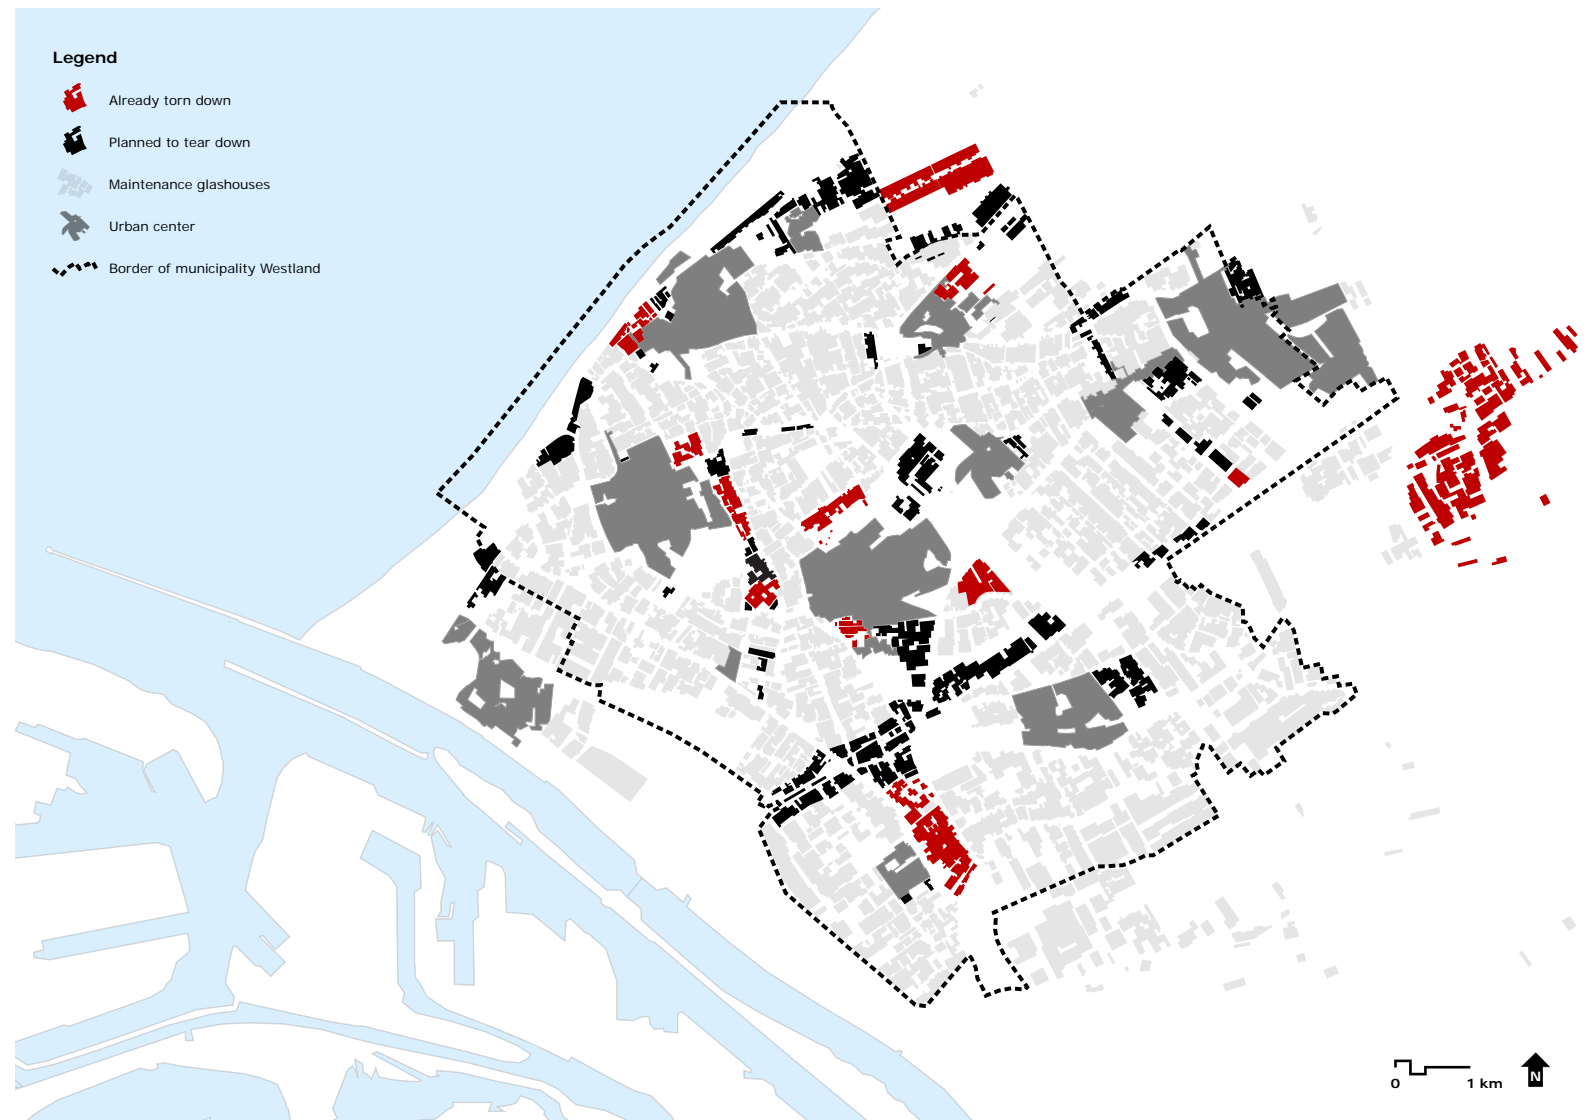 Legend
Already torn down
Planned to tear down
Maintenance glashouses
Urban center
Border of municipality Westland
0 1 km
N